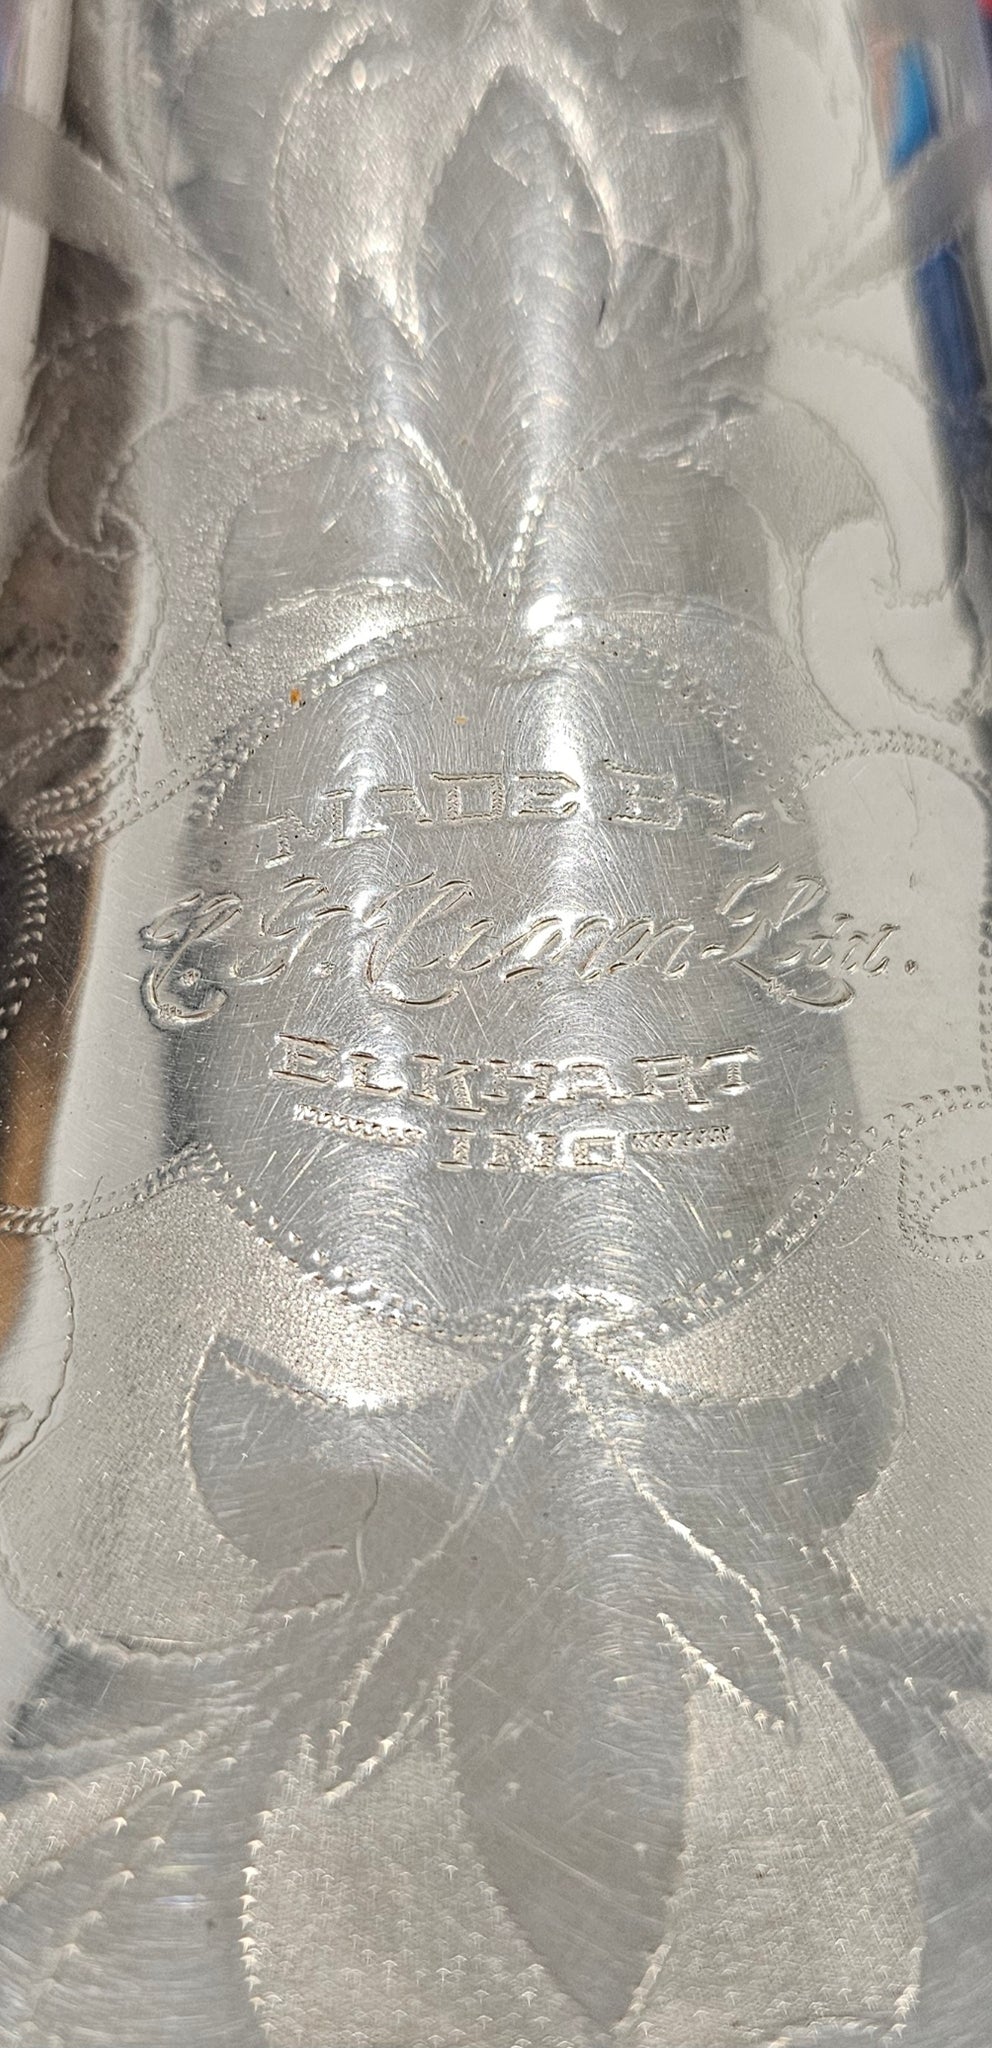 MADE BY
C. G. Conn Ltd.
ELKHART
IND